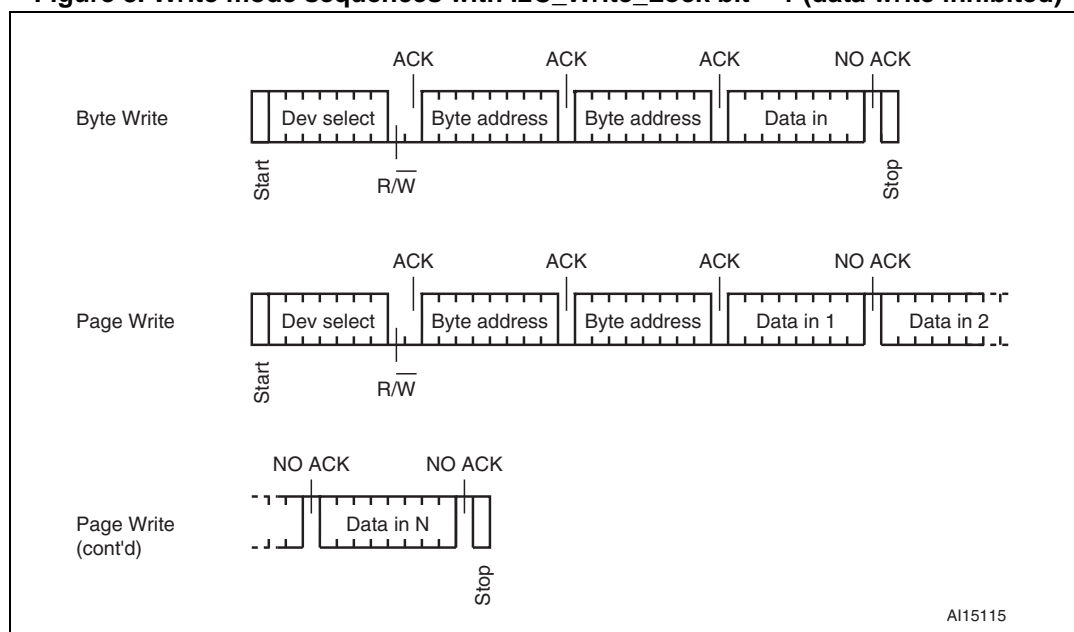 ACK ACK ACK NO ACK
Byte Write Dev select Byte address Byte address Data in
Start R/W Stop
ACK ACK ACK NO ACK
Page Write Dev select Byte address Byte address Data in 1 Data in 2
Start R/W
NO ACK NO ACK
Page Write
(cont'd)
Data in N
Stop
AI15115